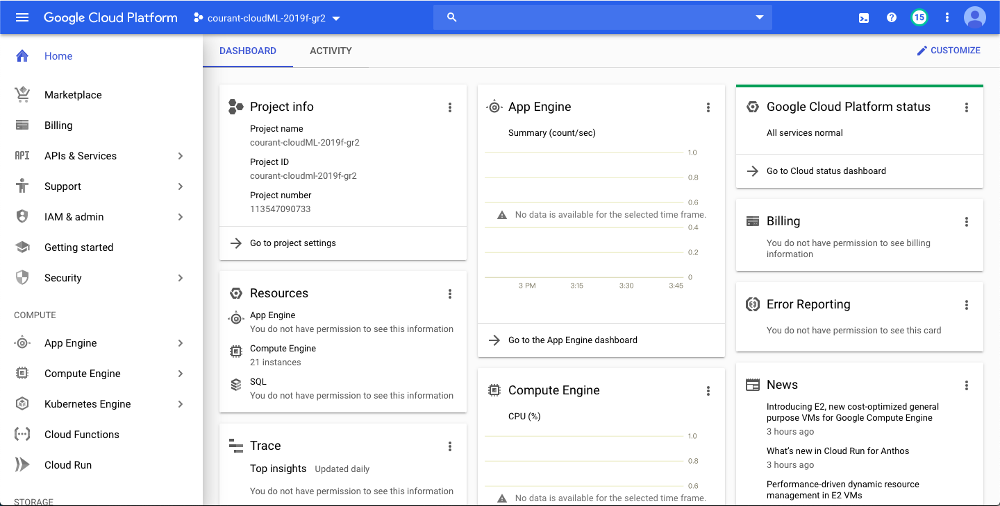 Google Cloud Platform
courant-cloudML-2019f-gr2
15
Home
Marketplace
Billing
API
APIs & Services
Support
IAM & admin
Getting started
Security
COMPUTE
App Engine
Compute Engine
Kubernetes Engine
Cloud Functions
Cloud Run
STORAGE
DASHBOARD
ACTIVITY
CUSTOMIZE
Project info
Project name
courant-cloudML-2019f-gr2
Project ID
courant-cloudml-2019f-gr2
Project number
113547090733
Go to project settings
Resources
App Engine
You do not have permission to see this information
Compute Engine
21 instances
SQL
You do not have permission to see this information
Trace
Top insights Updated daily
You do not have permission to see this information
App Engine
Summary (count/sec)
1.0
0.8
0.6
No data is available for the selected time frame.
0.4
0.2
0
3 PM 3:15 3:30 3:45
Go to the App Engine dashboard
Compute Engine
CPU (%)
1.0
0.8
0.6
No data is available for the selected time frame.
Google Cloud Platform status
All services normal
Go to Cloud status dashboard
Billing
You do not have permission to see billing
information
Error Reporting
You do not have permission to see this card
News
Introducing E2, new cost-optimized general
purpose VMs for Google Compute Engine
3 hours ago
What's new in Cloud Run for Anthos
3 hours ago
Performance-driven dynamic resource
management in E2 VMs